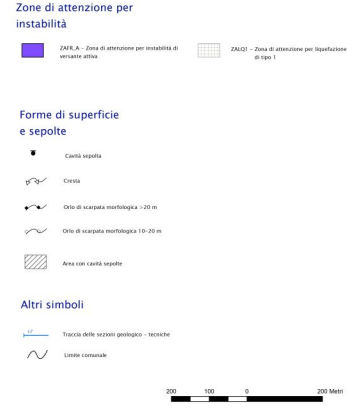 Zone di attenzione per
instabilità
ZAFR_A - Zona di attenzione per instabilità di
versante attiva
ZALQ1 - Zona di attenzione per liquefazione
di tipo 1
Forme di superficie
e sepolte
Cavità sepolta
Cresta
Orlo di scarpata morfologica >20 m
Orlo di scarpata morfologica 10-20 m
Area con cavità sepolte
Altri simboli
Traccia delle sezioni geologico - tecniche
Limite comunale
200 100 0 200 Metri